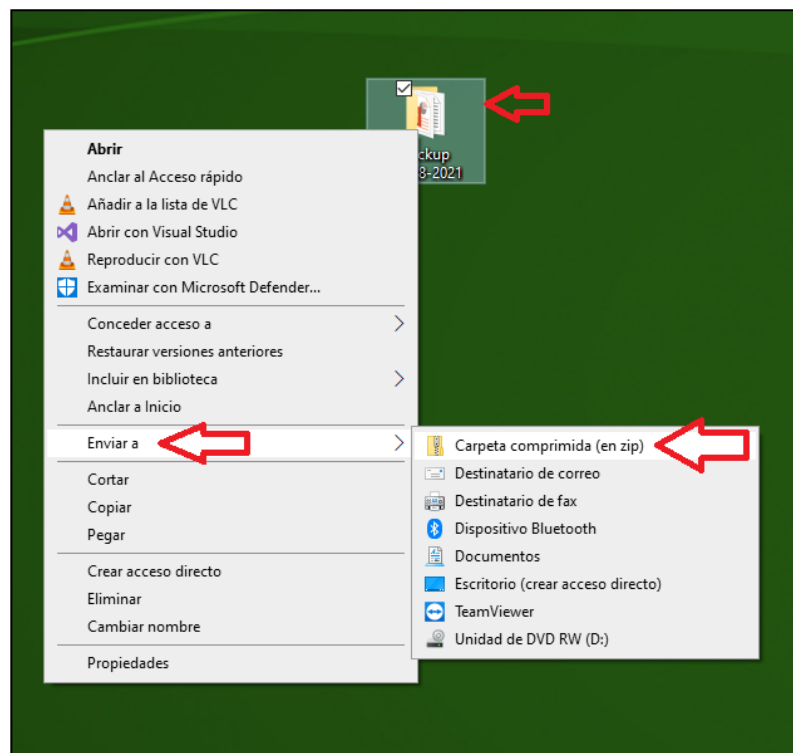 ckup
8-2021
Abrir
Anclar al Acceso rápido
Añadir a la lista de VLC
Abrir con Visual Studio
Reproducir con VLC
Examinar con Microsoft Defender...
Conceder acceso a
Restaurar versiones anteriores
Incluir en biblioteca
Anclar a Inicio
Enviar a
Cortar
Copiar
Pegar
Crear acceso directo
Eliminar
Cambiar nombre
Propiedades
Carpeta comprimida (en zip)
Destinatario de correo
Destinatario de fax
Dispositivo Bluetooth
Documentos
Escritorio (crear acceso directo)
TeamViewer
Unidad de DVD RW (D:)